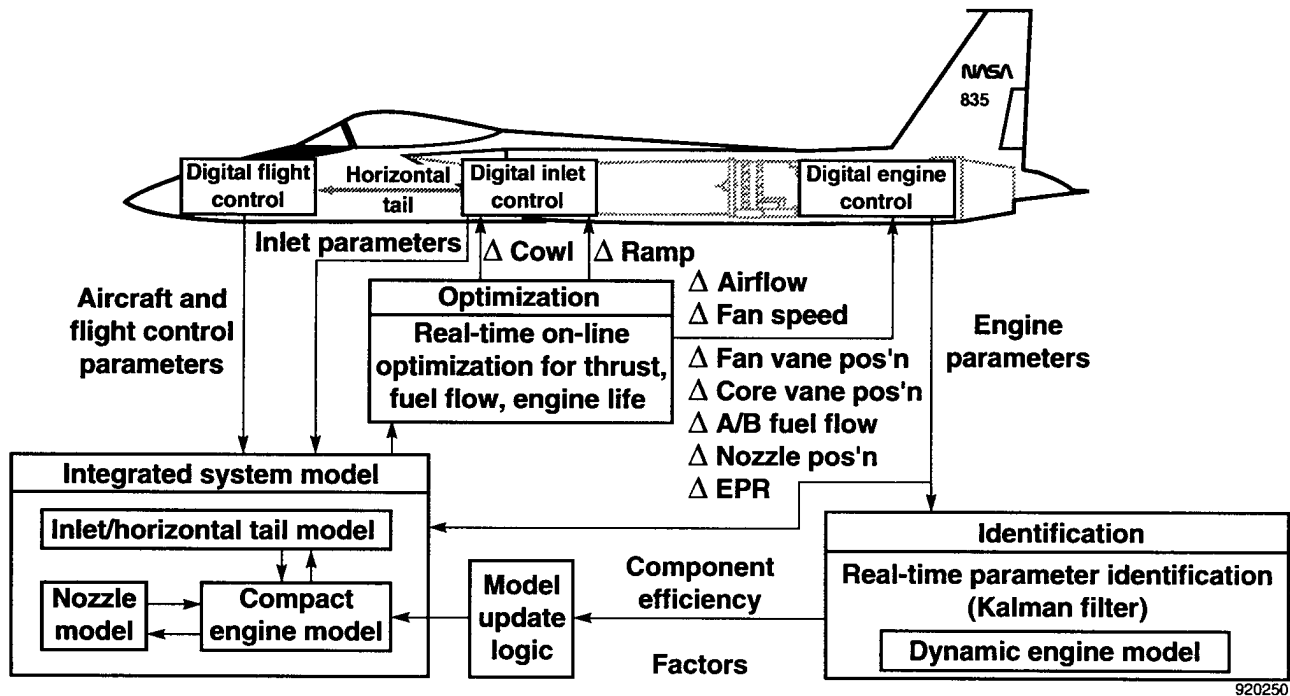 NASA
835
Digital flight
control
Horizontal
tail
Digital inlet
control
Digital engine
control
Inlet parameters
Δ Cowl
Δ Ramp
Aircraft and
flight control
parameters
Optimization
Real-time on-line
optimization for thrust,
fuel flow, engine life
Δ Airflow
Δ Fan speed
Δ Fan vane pos'n
Δ Core vane pos'n
Δ A/B fuel flow
Δ Nozzle pos'n
Δ EPR
Engine
parameters
Integrated system model
Inlet/horizontal tail model
Nozzle
model
Compact
engine model
Model
update
logic
Component
efficiency
Factors
Identification
Real-time parameter identification
(Kalman filter)
Dynamic engine model
920250